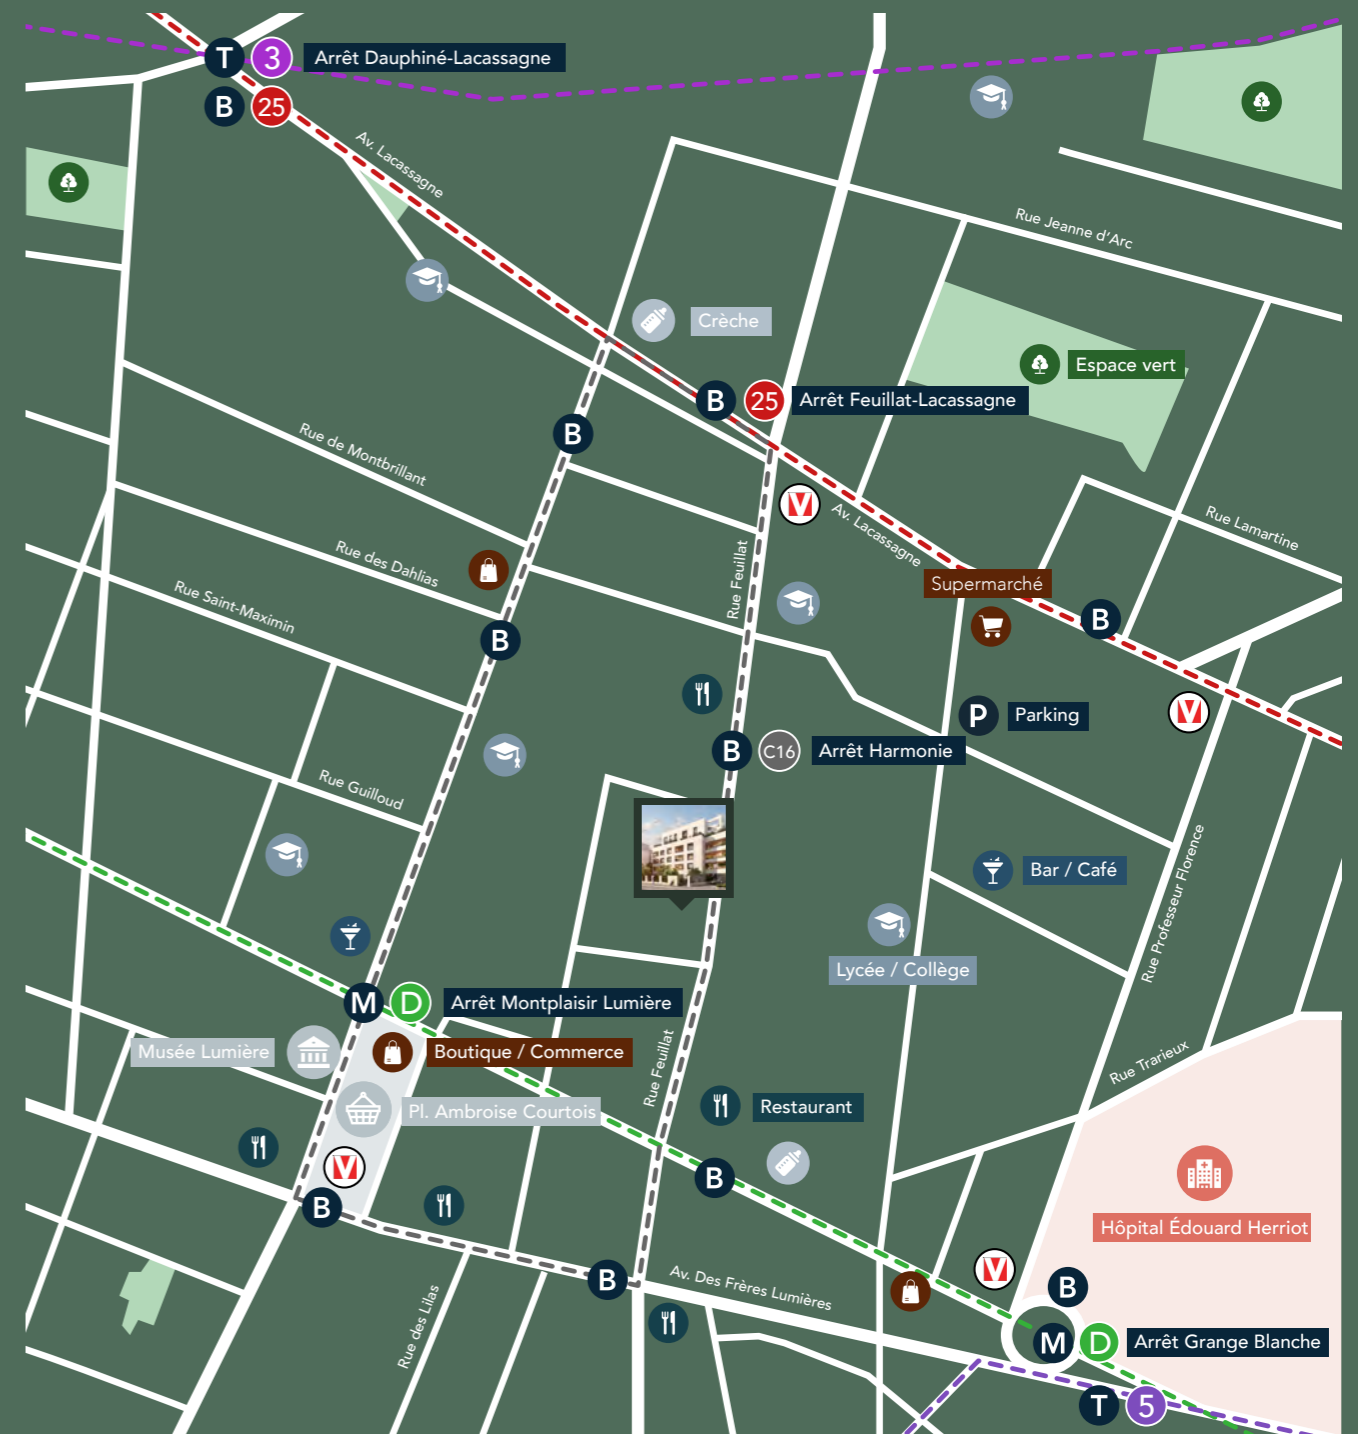 T 3 Arrêt Dauphiné-Lacassagne
B 25
Av. Lacassagne
Rue Jeanne d'Arc
Crèche
Espace vert
B 25 Arrêt Feuillat-Lacassagne
B
Rue de Montbrillant
V
Av. Lacassagne
Rue Lamartine
Rue des Dahlias
Rue Feuillat
Supermarché
Rue Saint-Maximin
B
B
P Parking
V
B C16 Arrêt Harmonie
Rue Guilloud
Bar / Café
Rue Professeur Florence
Lycée / Collège
M D Arrêt Montplaisir Lumière
Musée Lumière
Boutique / Commerce
Rue Feuillat
Rue Trarieux
Pl. Ambroise Courtois
Restaurant
V
B
B
Hôpital Édouard Herriot
V
B
Av. Des Frères Lumières
B
Rue des Lilas
M D Arrêt Grange Blanche
T 5